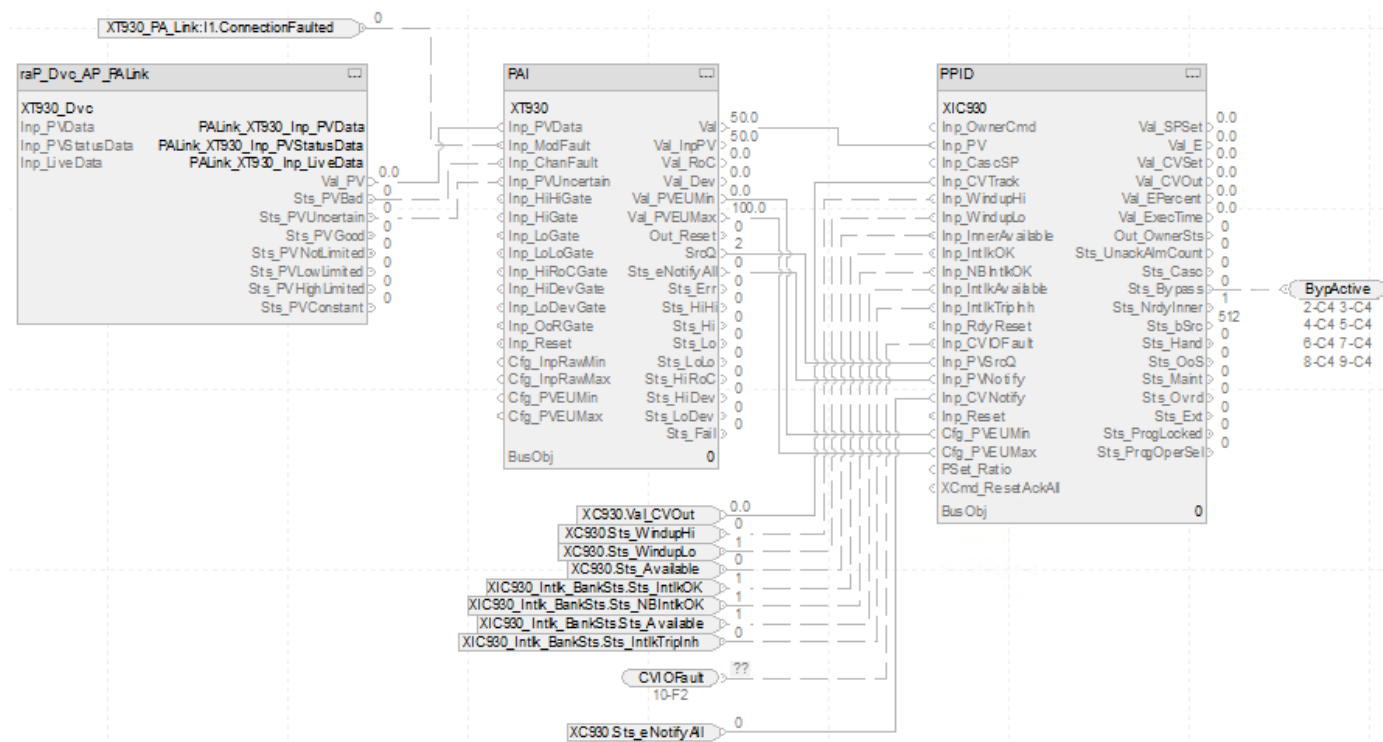 XT930_PA_Link:I1.ConnectionFaulted 0
raP_Dvc_AP_PALink
XT930_Dvc
Inp_PVData PALink_XT930_Inp_PVData
Inp_PVStatusData PALink_XT930_Inp_PVStatusData
Inp_LiveData PALink_XT930_Inp_LiveData
Val_PV 0.0
Sts_PVBad 0
Sts_PVUncertain 0
Sts_PVGood 0
Sts_PVNotLimited 0
Sts_PVLowLimited 0
Sts_PVHighLimited 0
Sts_PVConstant 0
PAI
XT930
Inp_PVData Val 50.0
Inp_ModFault Val_InpPV 50.0
Inp_ChanFault Val_RoC 0.0
Inp_PVUncertain Val_Dev 0.0
Inp_HiHiGate Val_PVEUMin 0.0
Inp_HiGate Val_PVEUMax 100.0
Inp_LoGate Out_Reset 0
Inp_LoLoGate SrcQ 2
Inp_HiRoCGate Sts_eNotifyAll 0
Inp_HiDevGate Sts_Err 0
Inp_LoDevGate Sts_HiHi 0
Inp_OoRGate Sts_Hi 0
Inp_Reset Sts_Lo 0
Cfg_InpRawMin Sts_LoLo 0
Cfg_InpRawMax Sts_HiRoC 0
Cfg_PVEUMin Sts_HiDev 0
Cfg_PVEUMax Sts_LoDev 0
Sts_Fail 0
BusObj 0
PPID
XIC930
Inp_OwnerCmd Val_SPSet 0.0
Inp_PV Val_E 0.0
Inp_CascSP Val_CVSet 0.0
Inp_CVTrack Val_CVOut 0.0
Inp_WindupHi Val_EPercent 0.0
Inp_WindupLo Val_ExecTime 0.0
Inp_InnerAvailable Out_OwnerSts 0
Inp_IntlkOK Sts_UnackAlmCount 0
Inp_NBIntlkOK Sts_Casc 0
Inp_IntlkAvailable Sts_Bypass 0
Inp_IntlkTripInh Sts_NrdyInner 1
Inp_RdyReset Sts_bSrc 512
Inp_CVIOFault Sts_Hand 0
Inp_PVSrcQ Sts_OoS 0
Inp_PVNotify Sts_Maint 0
Inp_CVNotify Sts_Ovrd 0
Inp_Reset Sts_Ext 0
Cfg_PVEUMin Sts_ProgLocked 0
Cfg_PVEUMax Sts_ProgOperSel 0
PSet_Ratio
XCmd_ResetAckAll
BusObj 0
BypActive
2-C4 3-C4
4-C4 5-C4
6-C4 7-C4
8-C4 9-C4
XC930.Val_CVOut 0.0
XC930.Sts_WindupHi 0
XC930.Sts_WindupLo 1
XC930.Sts_Available 0
XIC930_Intlk_BankSts.Sts_IntlkOK 1
XIC930_Intlk_BankSts.Sts_NBIntlkOK 1
XIC930_Intlk_BankSts.Sts_Available 1
XIC930_Intlk_BankSts.Sts_IntlkTripInh 0
CVIOFault ??
10-F2
XC930.Sts_eNotifyAll 0